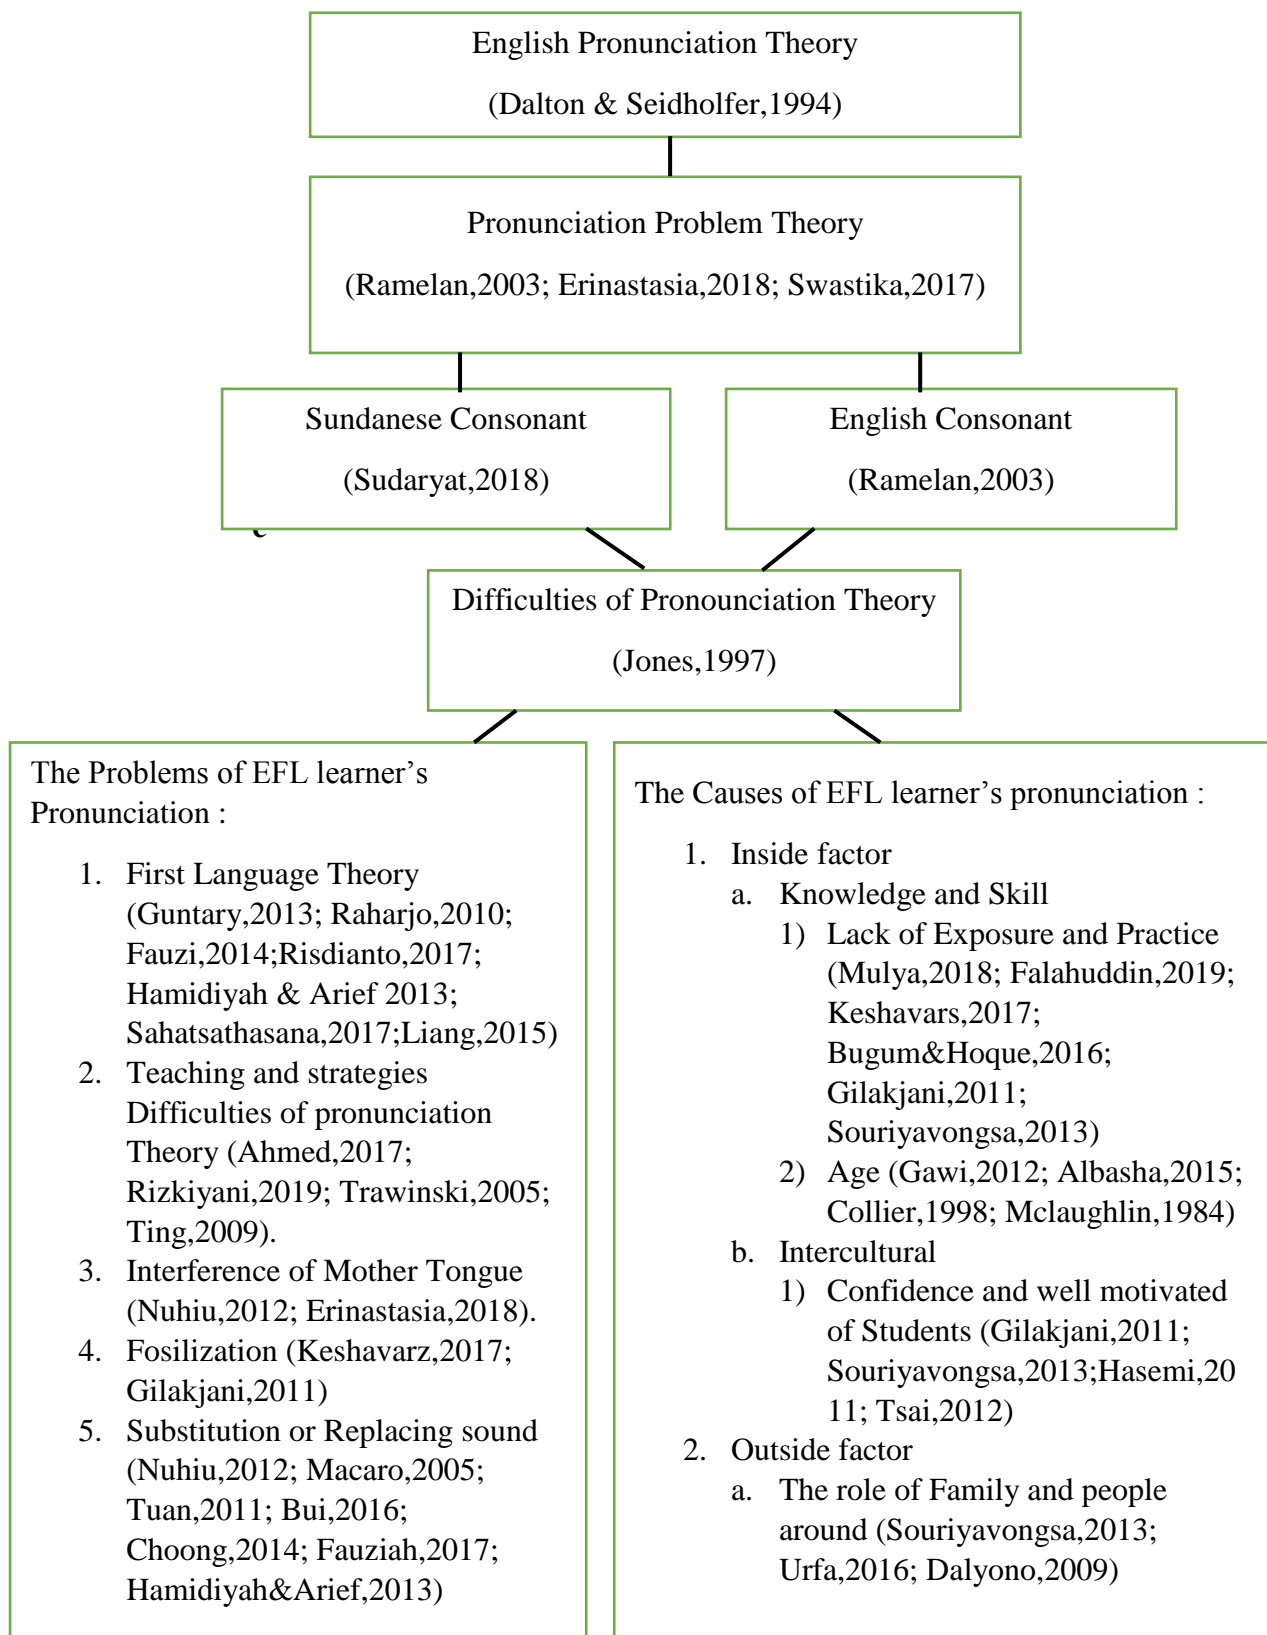 English Pronunciation Theory
(Dalton & Seidholfer,1994)
Pronunciation Problem Theory
(Ramelan,2003; Erinastasia,2018; Swastika,2017)
Sundanese Consonant
(Sudaryat,2018)
English Consonant
(Ramelan,2003)
Difficulties of Pronounciation Theory
(Jones,1997)
The Problems of EFL learner’s
Pronunciation :
1. First Language Theory
(Guntary,2013; Raharjo,2010;
Fauzi,2014;Risdianto,2017;
Hamidiyah & Arief 2013;
Sahatsathasana,2017;Liang,2015)
2. Teaching and strategies
Difficulties of pronunciation
Theory (Ahmed,2017;
Rizkiyani,2019; Trawinski,2005;
Ting,2009).
3. Interference of Mother Tongue
(Nuhiu,2012; Erinastasia,2018).
4. Fosilization (Keshavarz,2017;
Gilakjani,2011)
5. Substitution or Replacing sound
(Nuhiu,2012; Macaro,2005;
Tuan,2011; Bui,2016;
Choong,2014; Fauziah,2017;
Hamidiyah&Arief,2013)
The Causes of EFL learner’s pronunciation :
1. Inside factor
a. Knowledge and Skill
1) Lack of Exposure and Practice
(Mulya,2018; Falahuddin,2019;
Keshavars,2017;
Bugum&Hoque,2016;
Gilakjani,2011;
Souriyavongsa,2013)
2) Age (Gawi,2012; Albasha,2015;
Collier,1998; Mclaughlin,1984)
b. Intercultural
1) Confidence and well motivated
of Students (Gilakjani,2011;
Souriyavongsa,2013;Hasemi,20
11; Tsai,2012)
2. Outside factor
a. The role of Family and people
around (Souriyavongsa,2013;
Urfa,2016; Dalyono,2009)